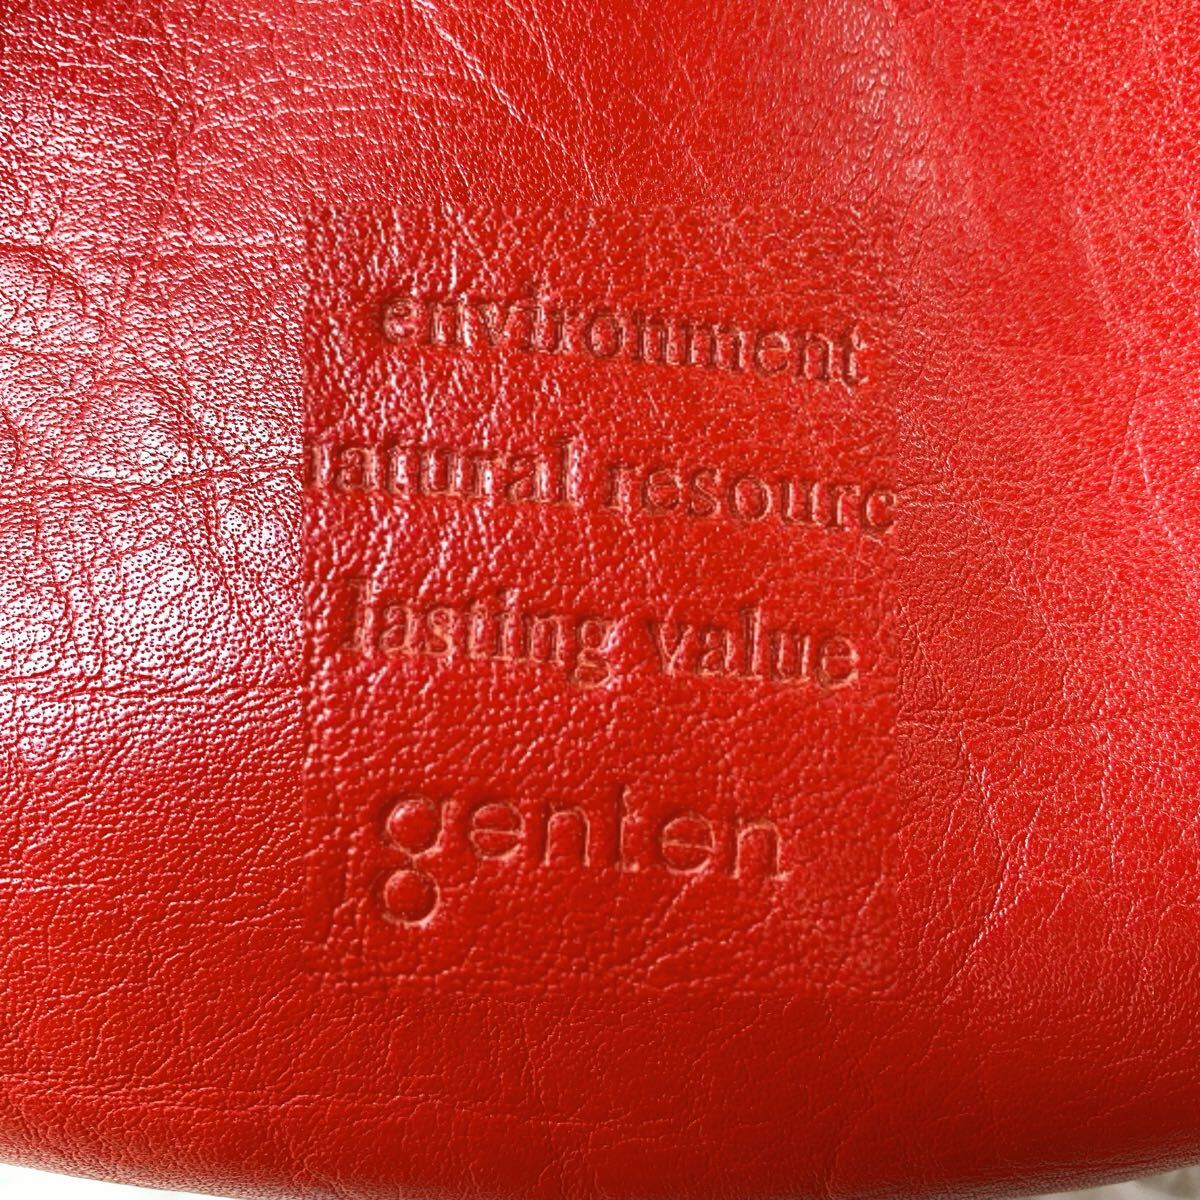 environment
natural resourc
lasting value
genten